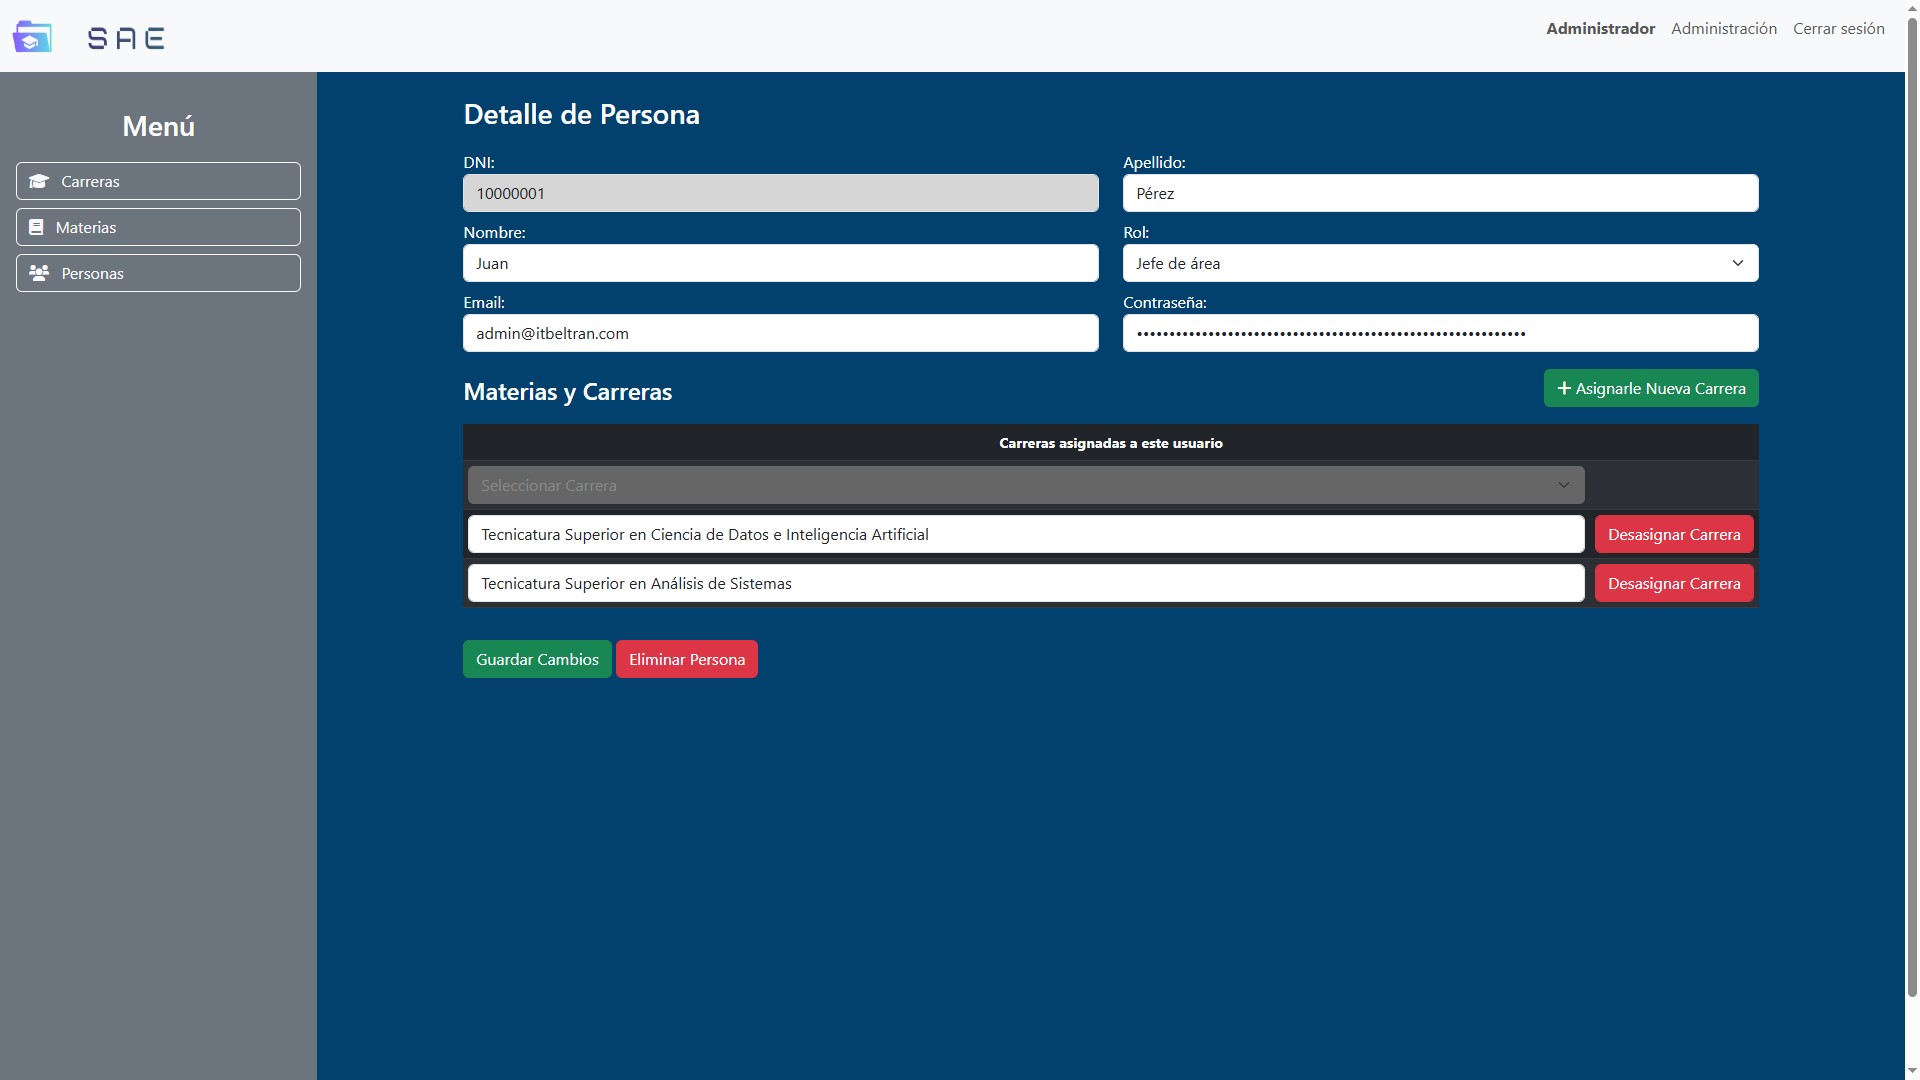 SAE
Administrador Administración Cerrar sesión
Menú
Carreras
Materias
Personas
Detalle de Persona
DNI:
10000001
Apellido:
Pérez
Nombre:
Juan
Rol:
Jefe de área
Email:
admin@itbeltran.com
Contraseña:
••••••••••••••••••••••••••••••••••••••••••••••••••••••••••••
Materias y Carreras
+ Asignarle Nueva Carrera
Carreras asignadas a este usuario
Seleccionar Carrera
Tecnicatura Superior en Ciencia de Datos e Inteligencia Artificial
Desasignar Carrera
Tecnicatura Superior en Análisis de Sistemas
Desasignar Carrera
Guardar Cambios Eliminar Persona